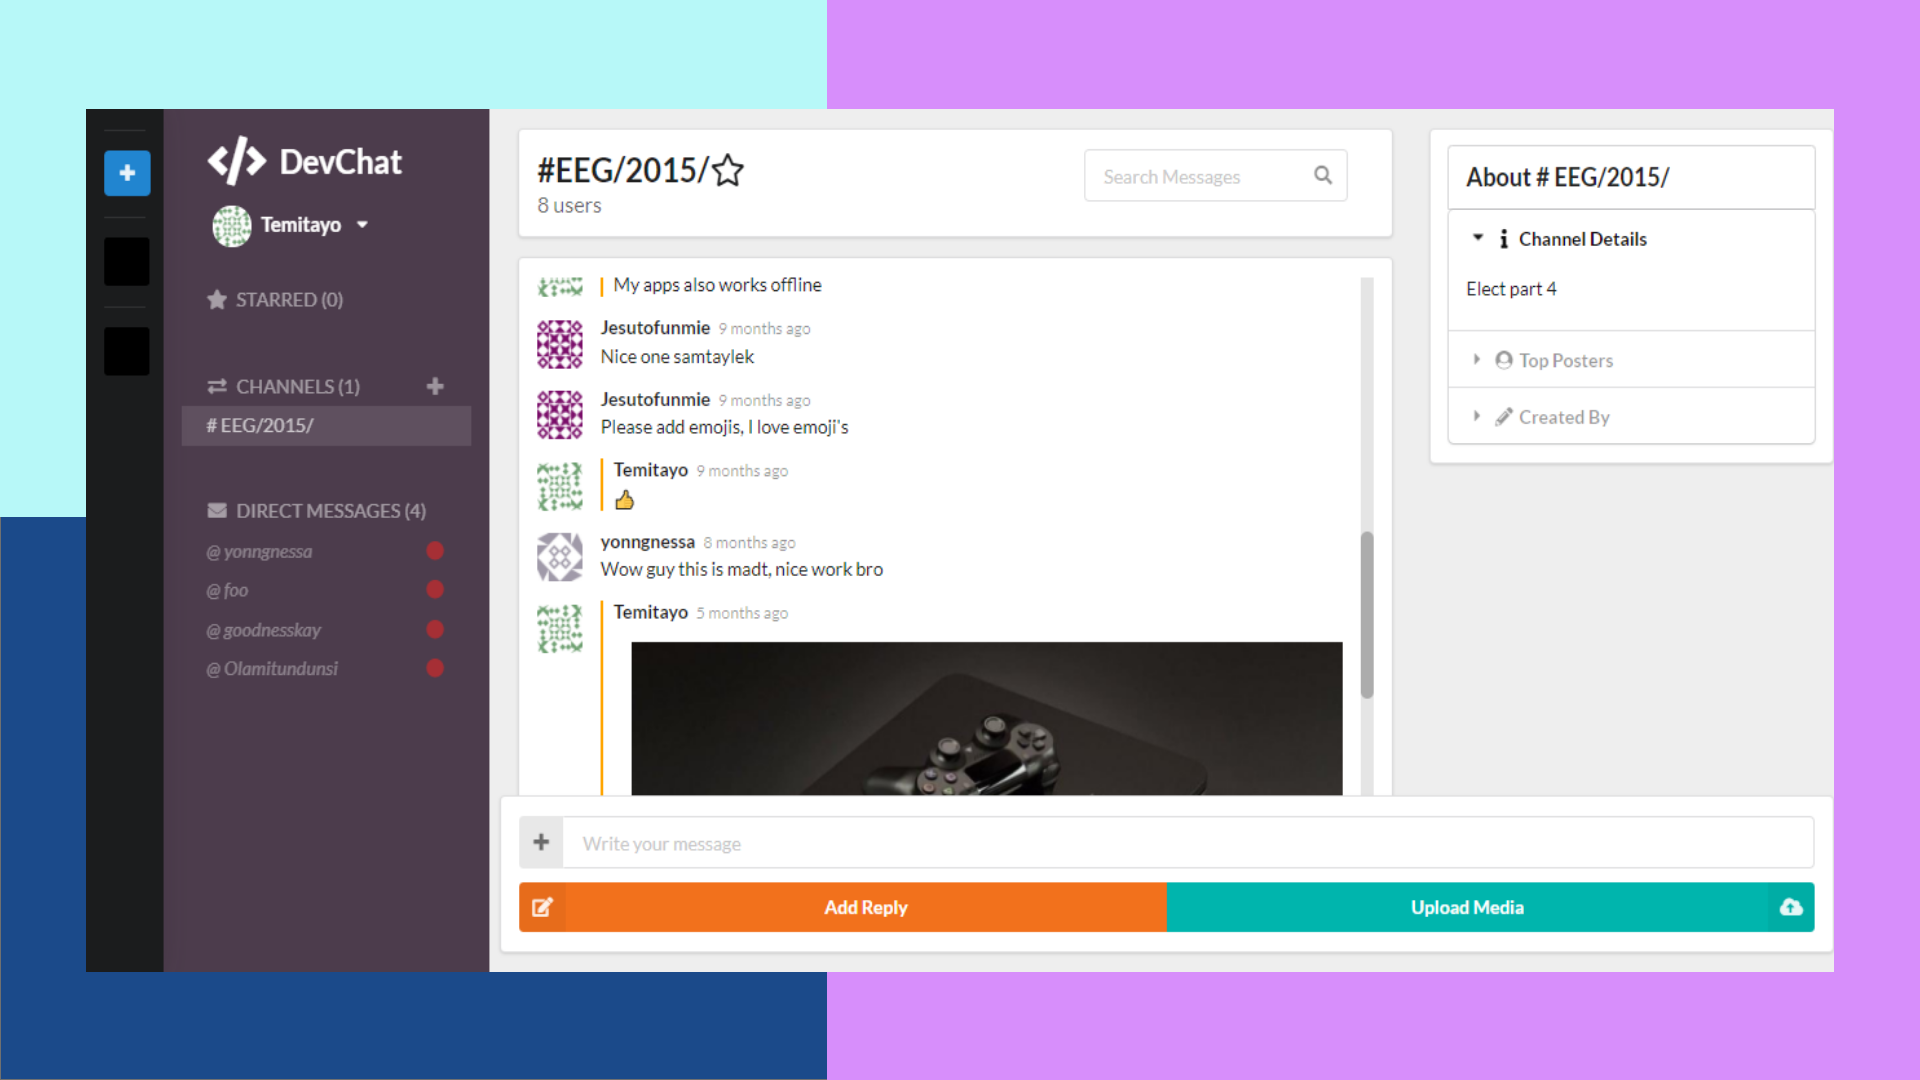 DevChat
Temitayo
STARRED (0)
CHANNELS (1)
# EEG/2015/
DIRECT MESSAGES (4)
@ yonngnessa
@ foo
@ goodnesskay
@ Olamitundunsi
#EEG/2015/
8 users
Search Messages
My apps also works offline
Jesutofunmie 9 months ago
Nice one samtaylek
Jesutofunmie 9 months ago
Please add emojis, I love emoji's
Temitayo 9 months ago
👍
yonngnessa 8 months ago
Wow guy this is madt, nice work bro
Temitayo 5 months ago
Write your message
Add Reply
Upload Media
About # EEG/2015/
Channel Details
Elect part 4
Top Posters
Created By